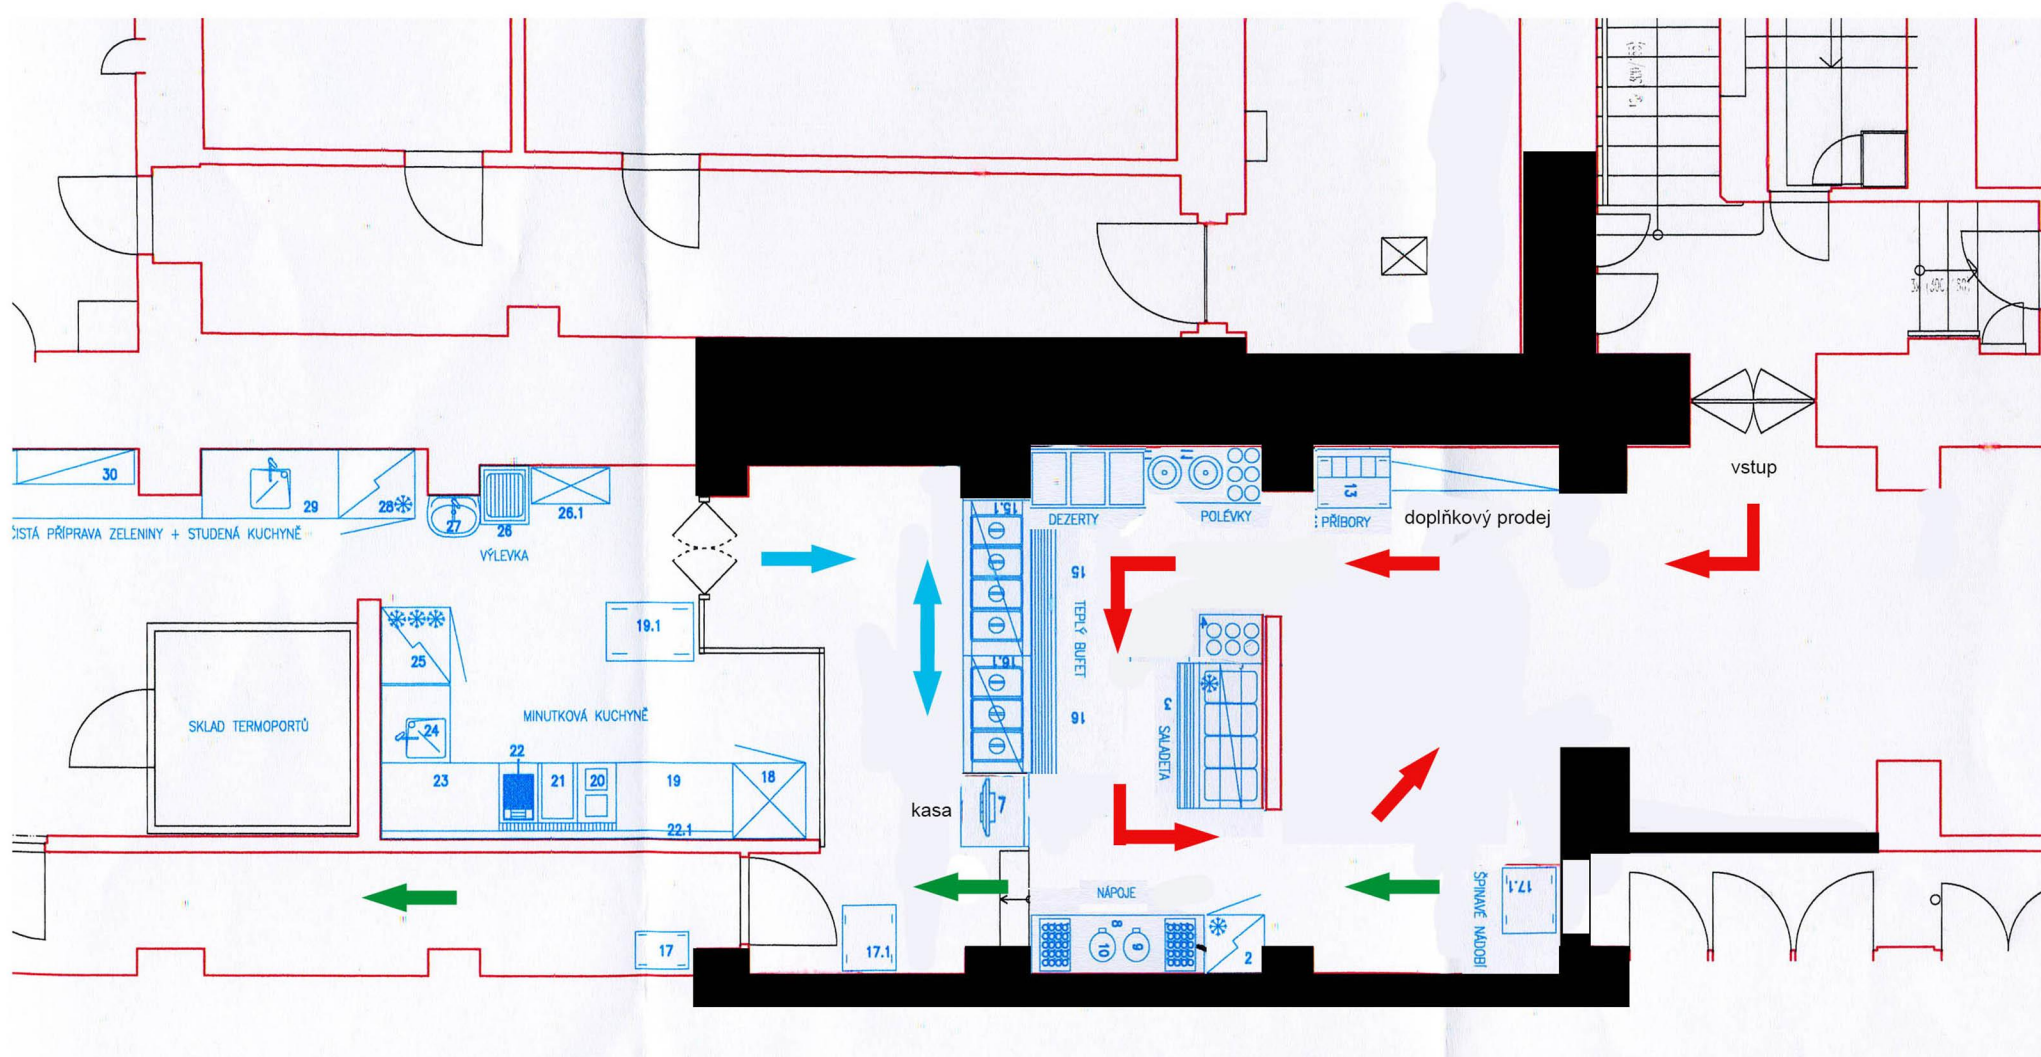 30
29
28
27
26
26.1
ČISTÁ PŘÍPRAVA ZELENINY + STUDENÁ KUCHYNĚ
VÝLEVKA
15.1
DEZERTY
POLÉVKY
13
PŘÍBORY
doplňkový prodej
vstup
15
TEPLÝ BUFET
16
16.1
4
3
SALADETA
19.1
25
24
SKLAD TERMOPORTŮ
MINUTKOVÁ KUCHYNĚ
22
23
21
20
19
18
22.1
kasa
7
NÁPOJE
8
10
9
2
17
17.1
17.1
ŠPINAVÉ NÁDOBÍ